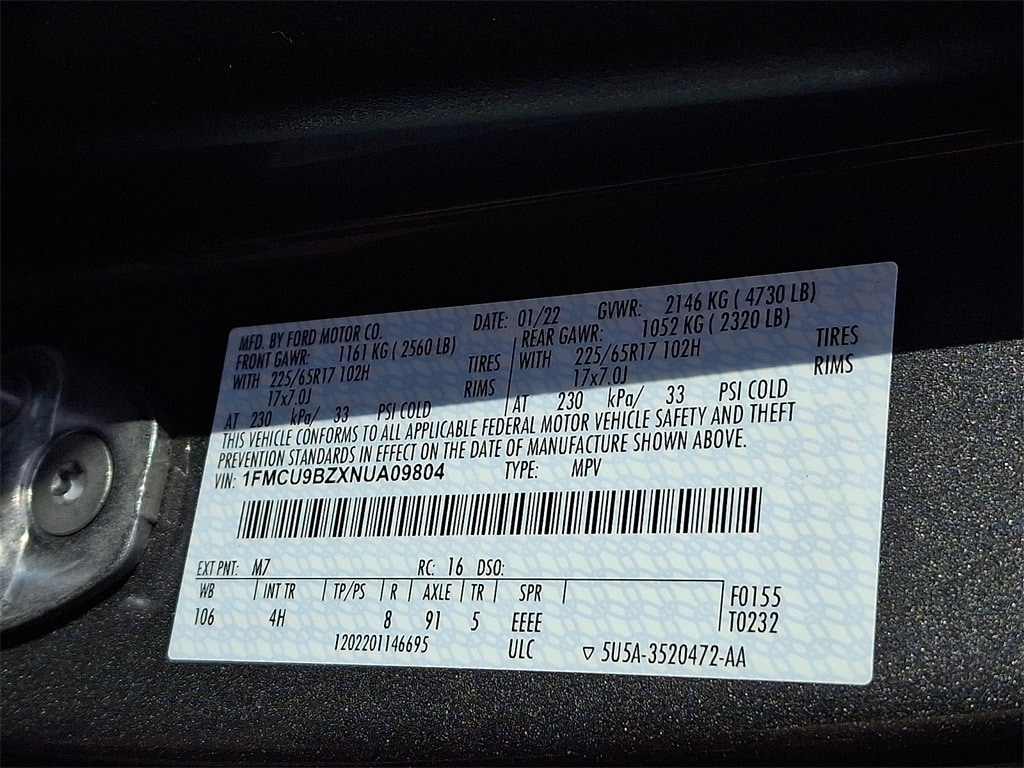 MFD. BY FORD MOTOR CO. DATE: 01/22 GVWR: 2146 KG ( 4730 LB)
FRONT GAWR: 1161 KG ( 2560 LB) REAR GAWR: 1052 KG ( 2320 LB)
WITH 225/65R17 102H TIRES WITH 225/65R17 102H TIRES
17x7.0J RIMS 17x7.0J RIMS
AT 230 kPa/ 33 PSI COLD AT 230 kPa/ 33 PSI COLD
THIS VEHICLE CONFORMS TO ALL APPLICABLE FEDERAL MOTOR VEHICLE SAFETY AND THEFT
PREVENTION STANDARDS IN EFFECT ON THE DATE OF MANUFACTURE SHOWN ABOVE.
VIN: 1FMCU9BZXNUA09804 TYPE: MPV
EXT PNT: M7 RC: 16 DSO:
WB INT TR TP/PS R AXLE TR SPR F0155
106 4H 8 91 5 EEEE T0232
1202201146695 ULC ▽ 5U5A-3520472-AA